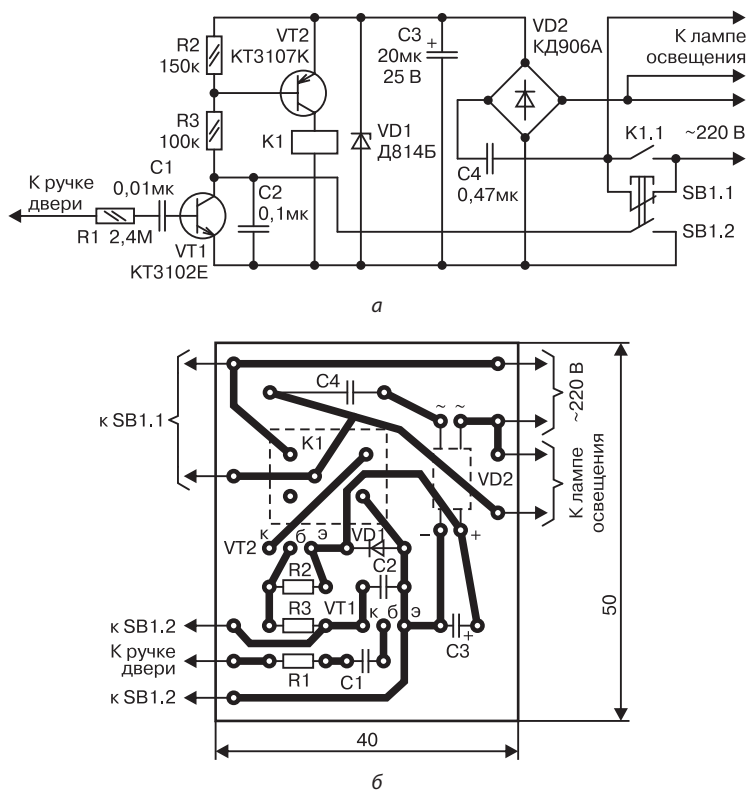 R2
150к
VT2
КТ3107К
C3
20мк
25 В
+
VD2
КД906А
К лампе
освещения
R3
100к
K1
VD1
Д814Б
К1.1
~220 В
C1
0,01мк
К ручке
двери
R1 2,4М
VT1
КТ3102Е
C2
0,1мк
C4
0,47мк
SB1.1
SB1.2
а
C4
~ ~
~220 В
к SB1.1
K1
VD2
К лампе
освещения
VT2
к б э
VD1
– +
R2
C2
50
к SB1.2
R3
VT1
к б э
К ручке
двери
R1
C1
C3
+
к SB1.2
40
б